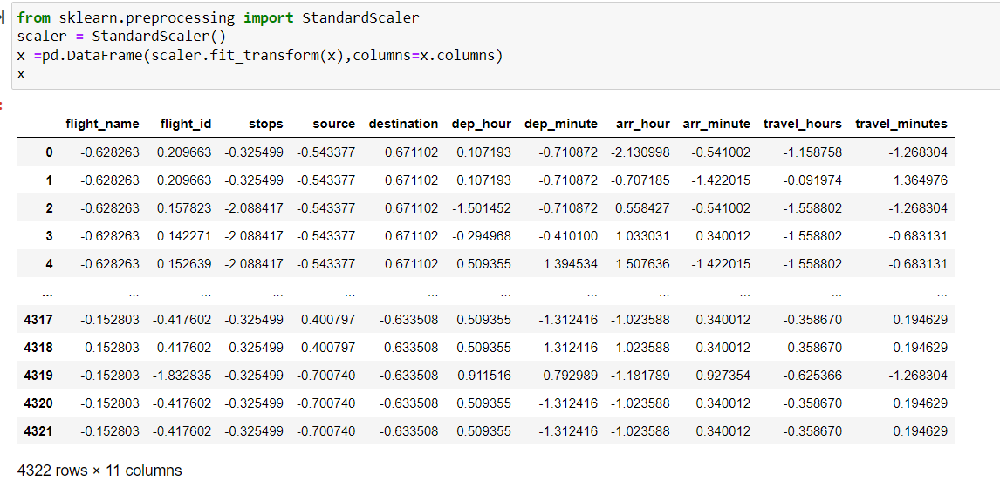 from sklearn.preprocessing import StandardScaler
scaler = StandardScaler()
x =pd.DataFrame(scaler.fit_transform(x),columns=x.columns)
x
flight_name flight_id stops source destination dep_hour dep_minute arr_hour arr_minute travel_hours travel_minutes
0 -0.628263 0.209663 -0.325499 -0.543377 0.671102 0.107193 -0.710872 -2.130998 -0.541002 -1.158758 -1.268304
1 -0.628263 0.209663 -0.325499 -0.543377 0.671102 0.107193 -0.710872 -0.707185 -1.422015 -0.091974 1.364976
2 -0.628263 0.157823 -2.088417 -0.543377 0.671102 -1.501452 -0.710872 0.558427 -0.541002 -1.558802 -1.268304
3 -0.628263 0.142271 -2.088417 -0.543377 0.671102 -0.294968 -0.410100 1.033031 0.340012 -1.558802 -0.683131
4 -0.628263 0.152639 -2.088417 -0.543377 0.671102 0.509355 1.394534 1.507636 -1.422015 -1.558802 -0.683131
... ... ... ... ... ... ... ... ... ... ... ...
4317 -0.152803 -0.417602 -0.325499 0.400797 -0.633508 0.509355 -1.312416 -1.023588 0.340012 -0.358670 0.194629
4318 -0.152803 -0.417602 -0.325499 0.400797 -0.633508 0.509355 -1.312416 -1.023588 0.340012 -0.358670 0.194629
4319 -0.152803 -1.832835 -0.325499 -0.700740 -0.633508 0.911516 0.792989 -1.181789 0.927354 -0.625366 -1.268304
4320 -0.152803 -0.417602 -0.325499 -0.700740 -0.633508 0.509355 -1.312416 -1.023588 0.340012 -0.358670 0.194629
4321 -0.152803 -0.417602 -0.325499 -0.700740 -0.633508 0.509355 -1.312416 -1.023588 0.340012 -0.358670 0.194629
4322 rows × 11 columns